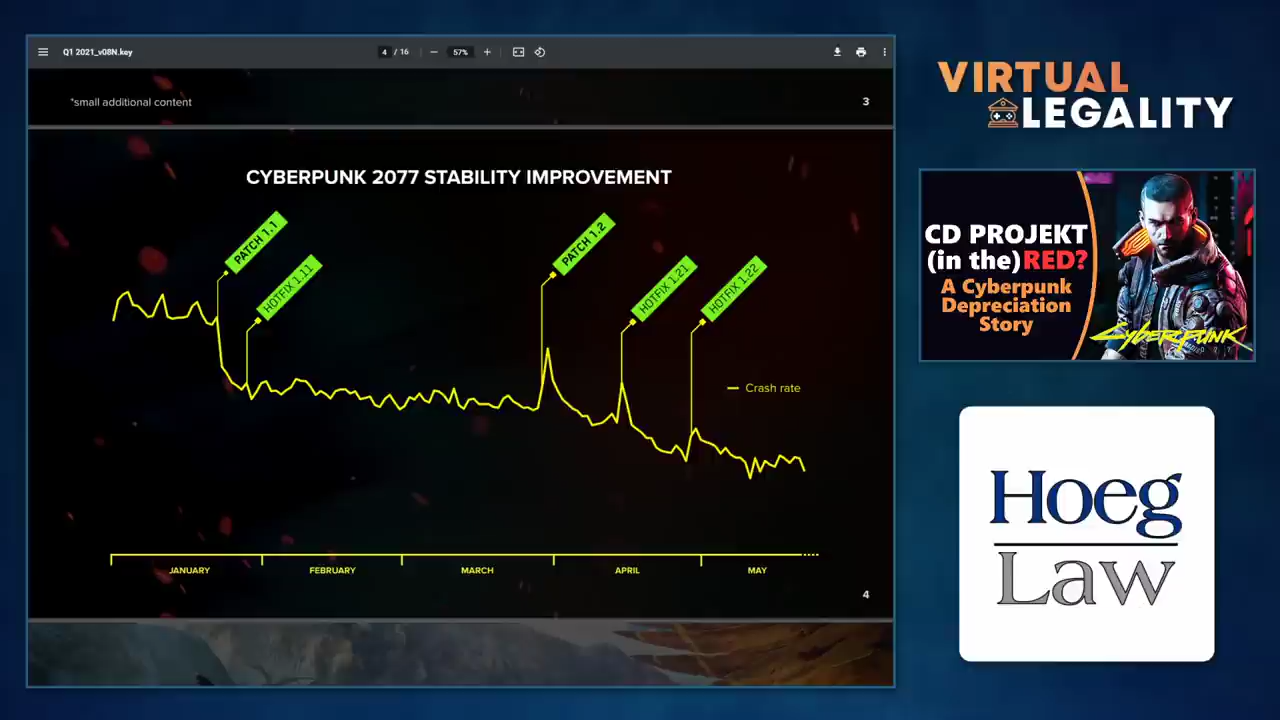 Q1 2021_v08N.key
4 / 16
57%
*small additional content
3
CYBERPUNK 2077 STABILITY IMPROVEMENT
PATCH 1.1
HOTFIX 1.11
PATCH 1.2
HOTFIX 1.21
HOTFIX 1.22
Crash rate
JANUARY
FEBRUARY
MARCH
APRIL
MAY
4
VIRTUAL
LEGALITY
CD PROJEKT
(in the) RED?
A Cyberpunk
Depreciation
Story
Cyberpunk
Hoeg
Law